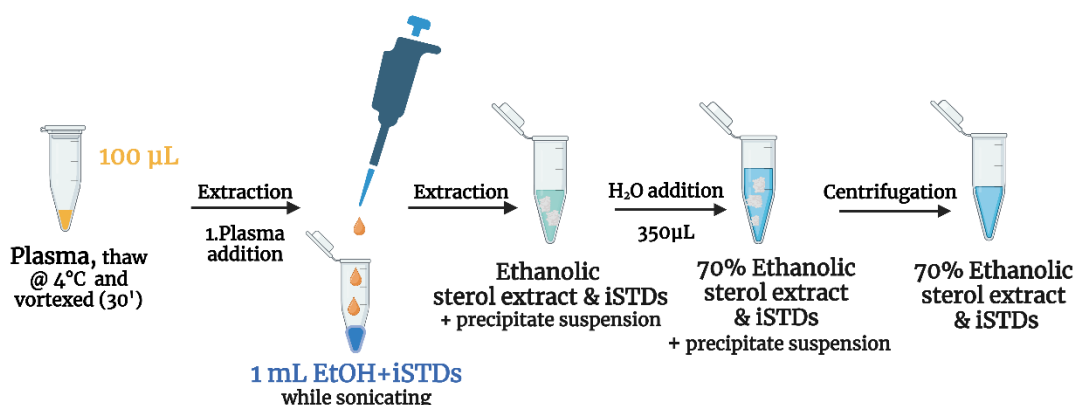 100 µL
Plasma, thaw
@ 4°C and
vortexed (30')
Extraction
1.Plasma
addition
1 mL EtOH+iSTDs
while sonicating
Extraction
Ethanolic
sterol extract & iSTDs
+ precipitate suspension
H₂O addition
350µL
70% Ethanolic
sterol extract
& iSTDs
+ precipitate suspension
Centrifugation
70% Ethanolic
sterol extract
& iSTDs